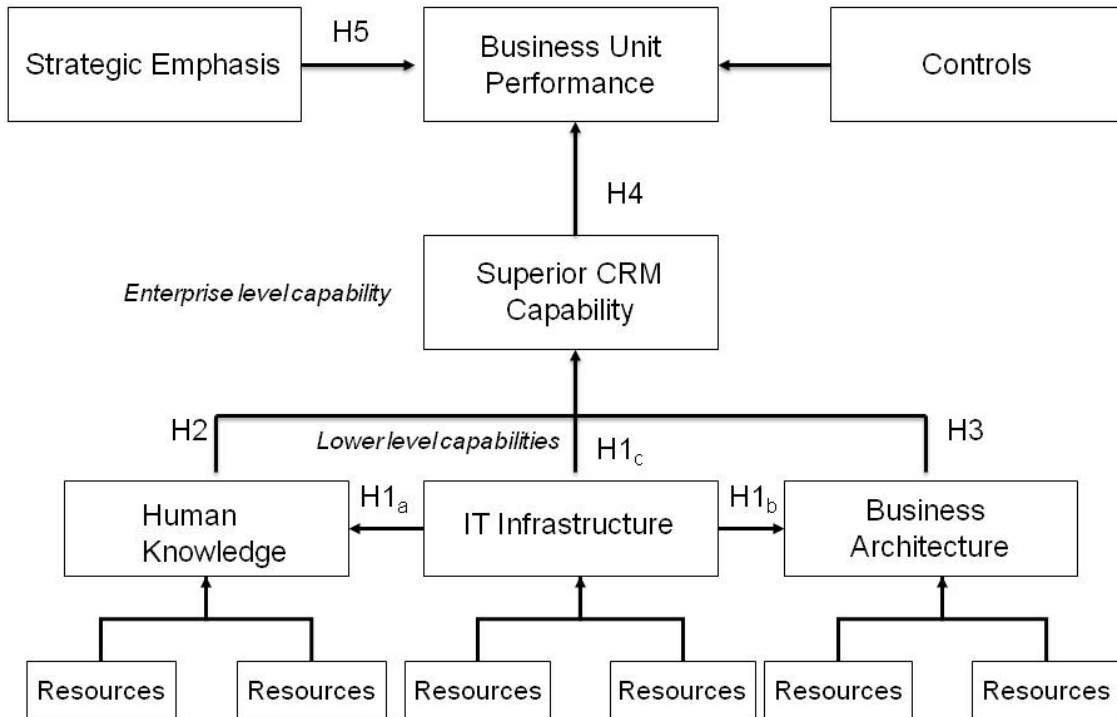 H5
Strategic Emphasis
Business Unit
Performance
Controls
H4
Enterprise level capability
Superior CRM
Capability
H2
Lower level capabilities
H1c
H3
Human
Knowledge
H1a
IT Infrastructure
H1b
Business
Architecture
Resources
Resources
Resources
Resources
Resources
Resources